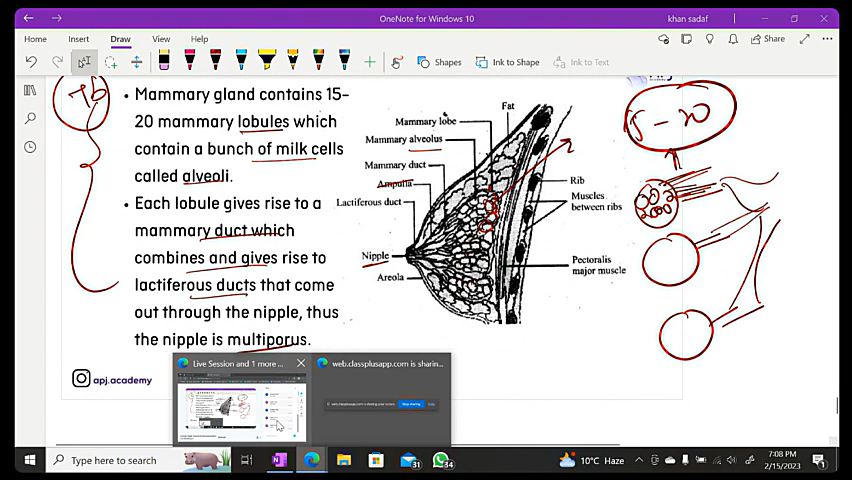 OneNote for Windows 10
khan sadaf
Home
Insert
Draw
View
Help
Share
Shapes
Ink to Shape
Ink to Text
• Mammary gland contains 15-
20 mammary lobules which
contain a bunch of milk cells
called alveoli.
• Each lobule gives rise to a
mammary duct which
combines and gives rise to
lactiferous ducts that come
out through the nipple, thus
the nipple is multiporus.
Fat
Mammary lobe
Mammary alveolus
Mammary duct
Ampulla
Lactiferous duct
Nipple
Areola
Rib
Muscles
between ribs
Pectoralis
major muscle
apj.academy
Live Session and 1 more ...
web.classplusapp.com is sharin...
Stop sharing
Type here to search
31
34
10°C Haze
7:08 PM
2/15/2023
1